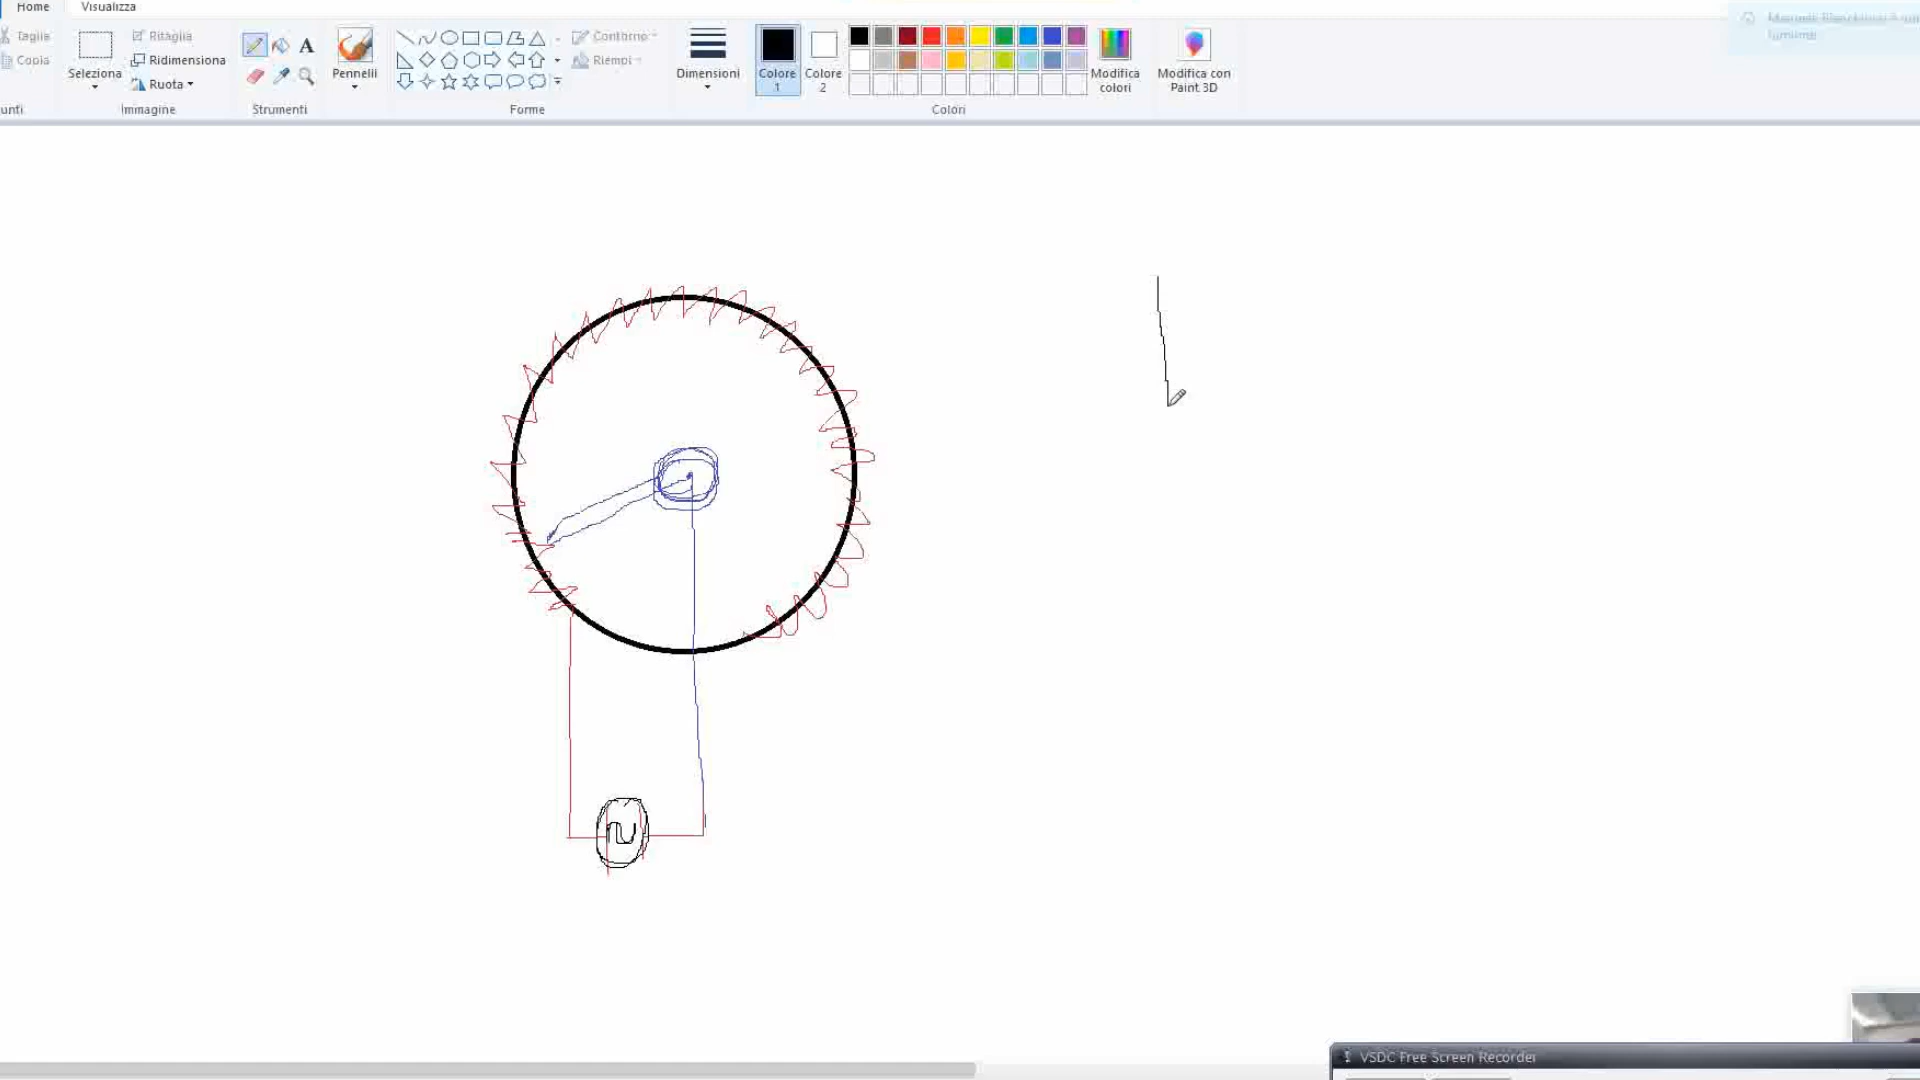 Home Visualizza
Taglia
Copia
unti
Seleziona
Ritaglia
Ridimensiona
Ruota
Immagine
A
Strumenti
Pennelli
Contorno
Riempi
Forme
Dimensioni
Colore
1
Colore
2
Modifica
colori
Colori
Modifica con
Paint 3D
VSDC Free Screen Recorder